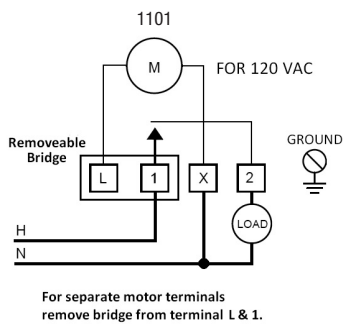 1101
M
FOR 120 VAC
Removeable
Bridge
GROUND
L
1
X
2
LOAD
H
N
For separate motor terminals
remove bridge from terminal L & 1.